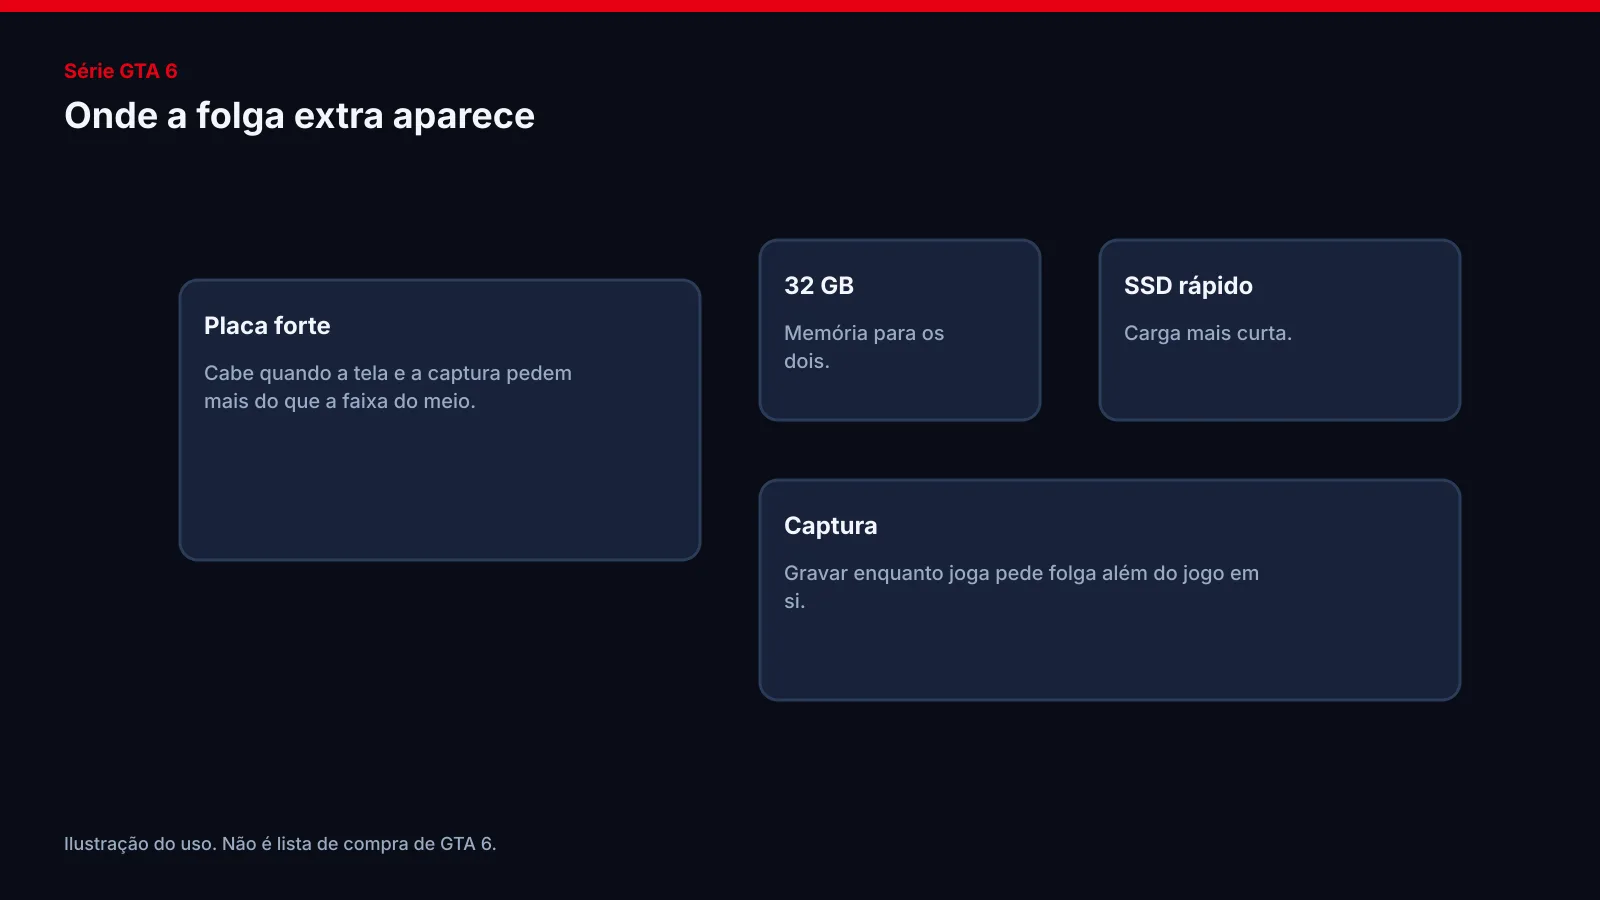 Série GTA 6
Onde a folga extra aparece
Placa forte
Cabe quando a tela e a captura pedem
mais do que a faixa do meio.
32 GB
Memória para os
dois.
SSD rápido
Carga mais curta.
Captura
Gravar enquanto joga pede folga além do jogo em
si.
Ilustração do uso. Não é lista de compra de GTA 6.